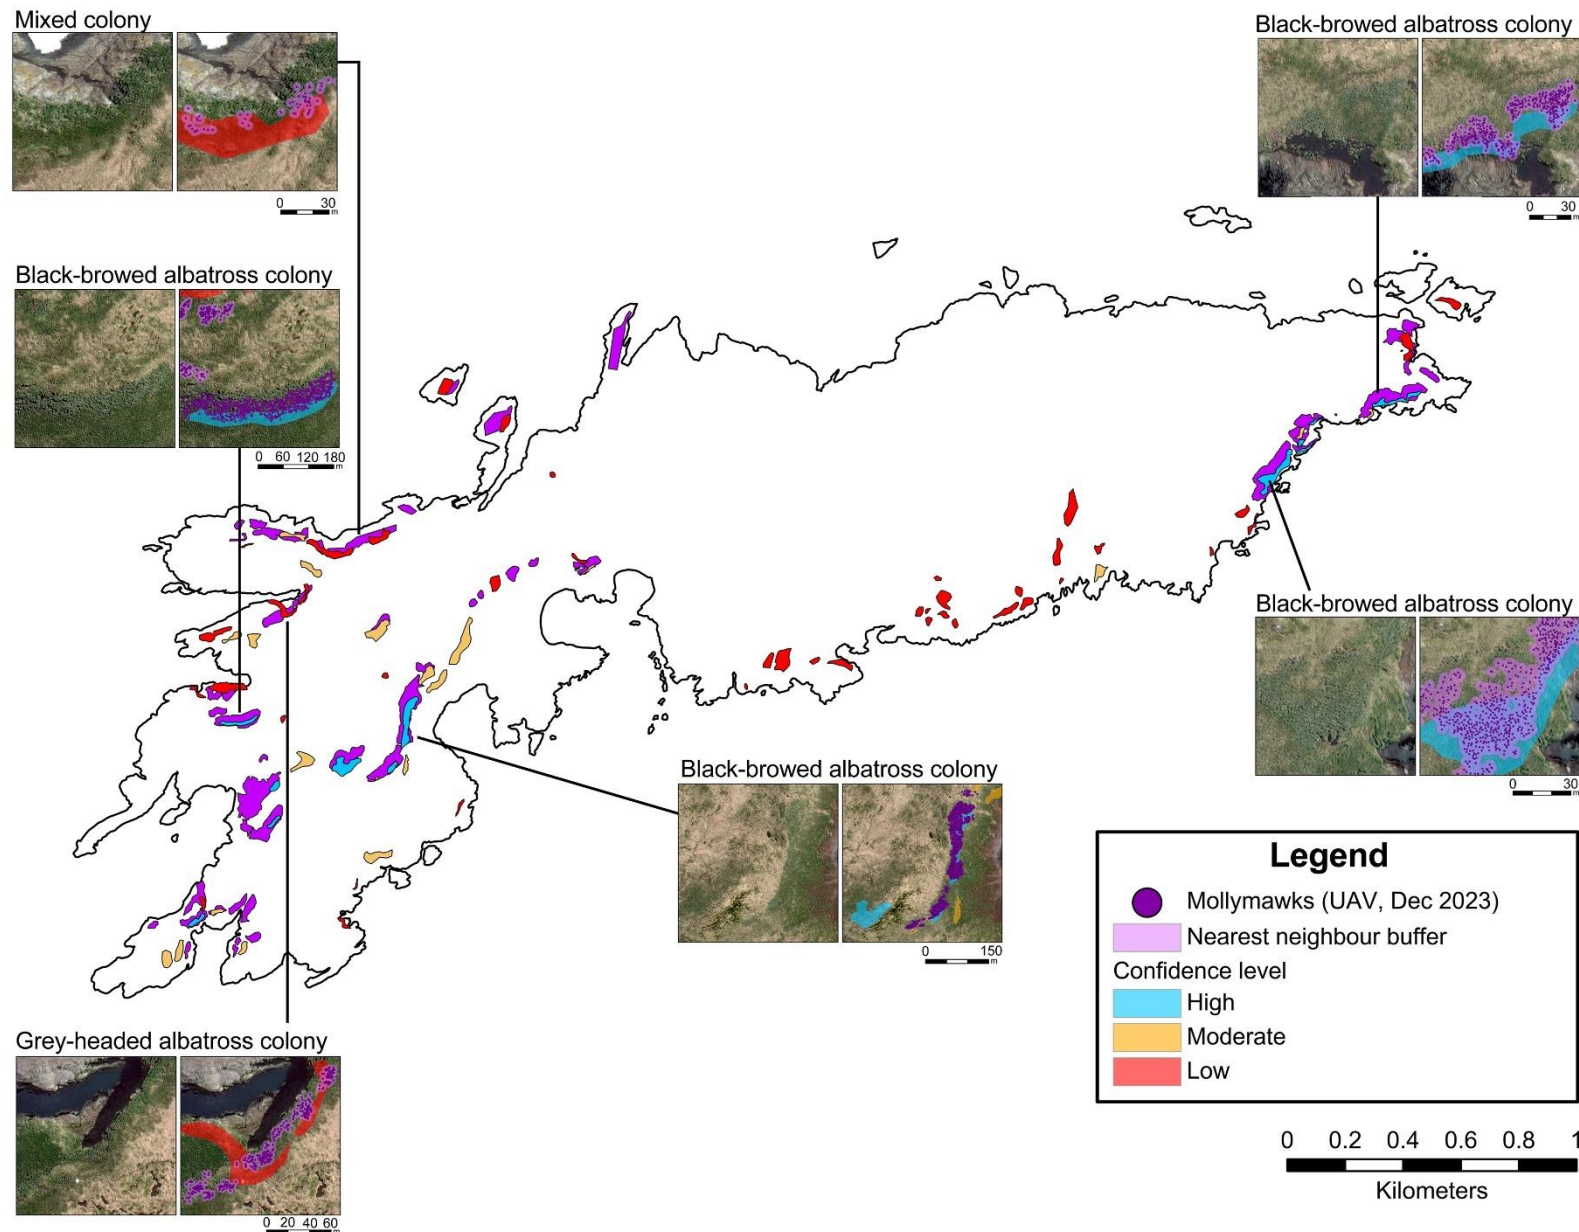 Mixed colony
0 30
m
Black-browed albatross colony
0 30
m
Black-browed albatross colony
0 60 120 180
m
Black-browed albatross colony
0 30
m
Black-browed albatross colony
0 150
m
Legend
Mollymawks (UAV, Dec 2023)
Nearest neighbour buffer
Confidence level
High
Moderate
Low
Grey-headed albatross colony
0 20 40 60
m
0 0.2 0.4 0.6 0.8 1
Kilometers